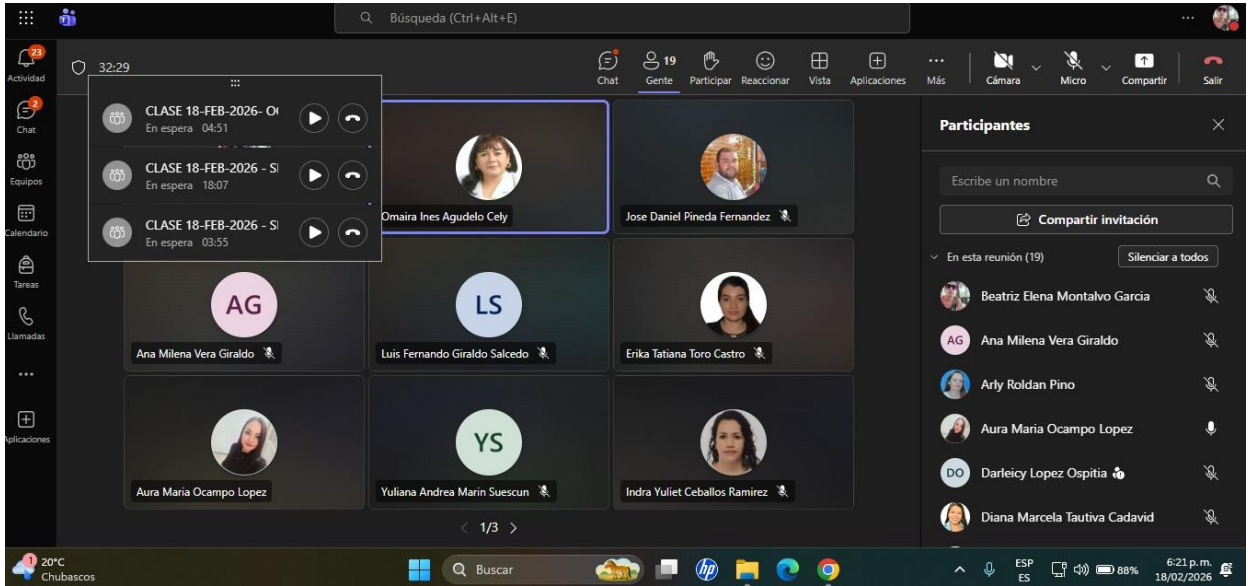 Búsqueda (Ctrl+Alt+E)
23
Actividad
2
Chat
Equipos
Calendario
Tareas
Llamadas
Aplicaciones
32:29
Chat
19
Gente
Participar
Reaccionar
Vista
Aplicaciones
Más
Cámara
Micro
Compartir
Salir
CLASE 18-FEB-2026- O
En espera 04:51
CLASE 18-FEB-2026 - S
En espera 18:07
CLASE 18-FEB-2026 - S
En espera 03:55
Omaira Ines Agudelo Cely
Jose Daniel Pineda Fernandez
AG
Ana Milena Vera Giraldo
LS
Luis Fernando Giraldo Salcedo
Erika Tatiana Toro Castro
Aura Maria Ocampo Lopez
YS
Yuliana Andrea Marin Suescun
Indra Yuliet Ceballos Ramirez
1/3
Participantes
Escribe un nombre
Compartir invitación
En esta reunión (19)
Silenciar a todos
Beatriz Elena Montalvo Garcia
AG
Ana Milena Vera Giraldo
Arly Roldan Pino
Aura Maria Ocampo Lopez
DO
Darleicy Lopez Ospitia
Diana Marcela Tautiva Cadavid
1
20°C
Chubascos
Buscar
hp
ESP
ES
88%
6:21 p.m.
18/02/2026